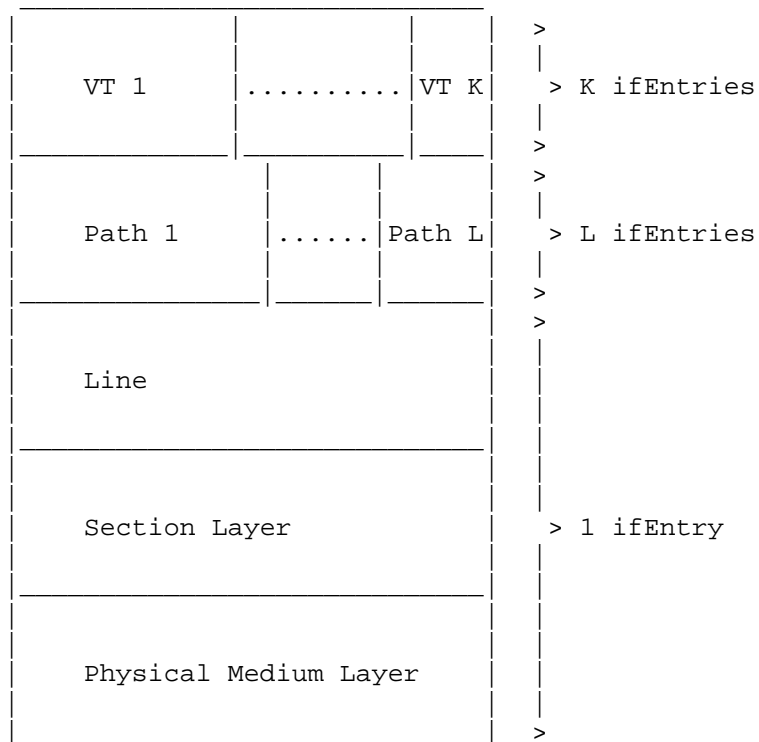 VT 1 ..........VT K > K ifEntries
Path 1 ......Path L > L ifEntries
Line
Section Layer > 1 ifEntry
Physical Medium Layer